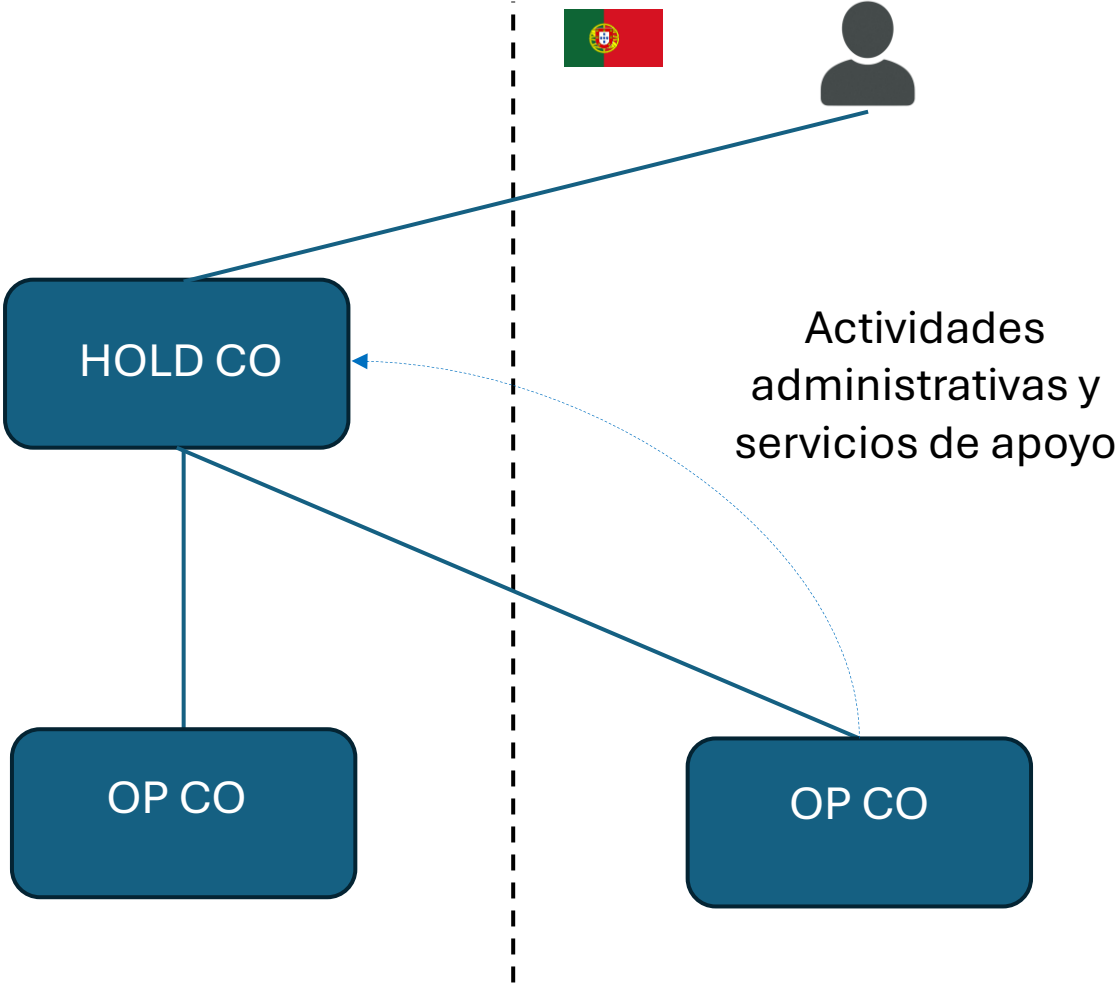 Actividades
administrativas y
servicios de apoyo
HOLD CO
OP CO
OP CO